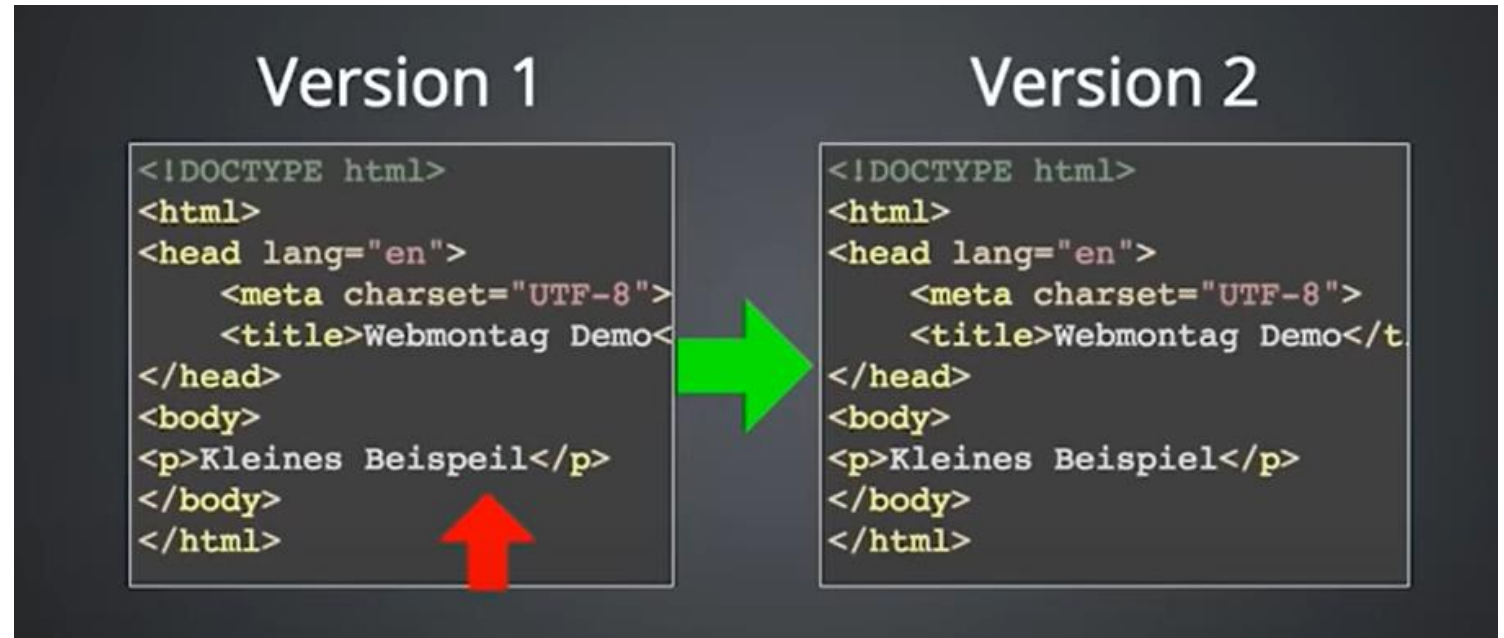 Version 1
<!DOCTYPE html>
<html>
<head lang="en">
    <meta charset="UTF-8">
    <title>Webmontag Demo<
</head>
<body>
<p>Kleines Beispeil</p>
</body>
</html>
Version 2
<!DOCTYPE html>
<html>
<head lang="en">
    <meta charset="UTF-8">
    <title>Webmontag Demo</t
</head>
<body>
<p>Kleines Beispiel</p>
</body>
</html>